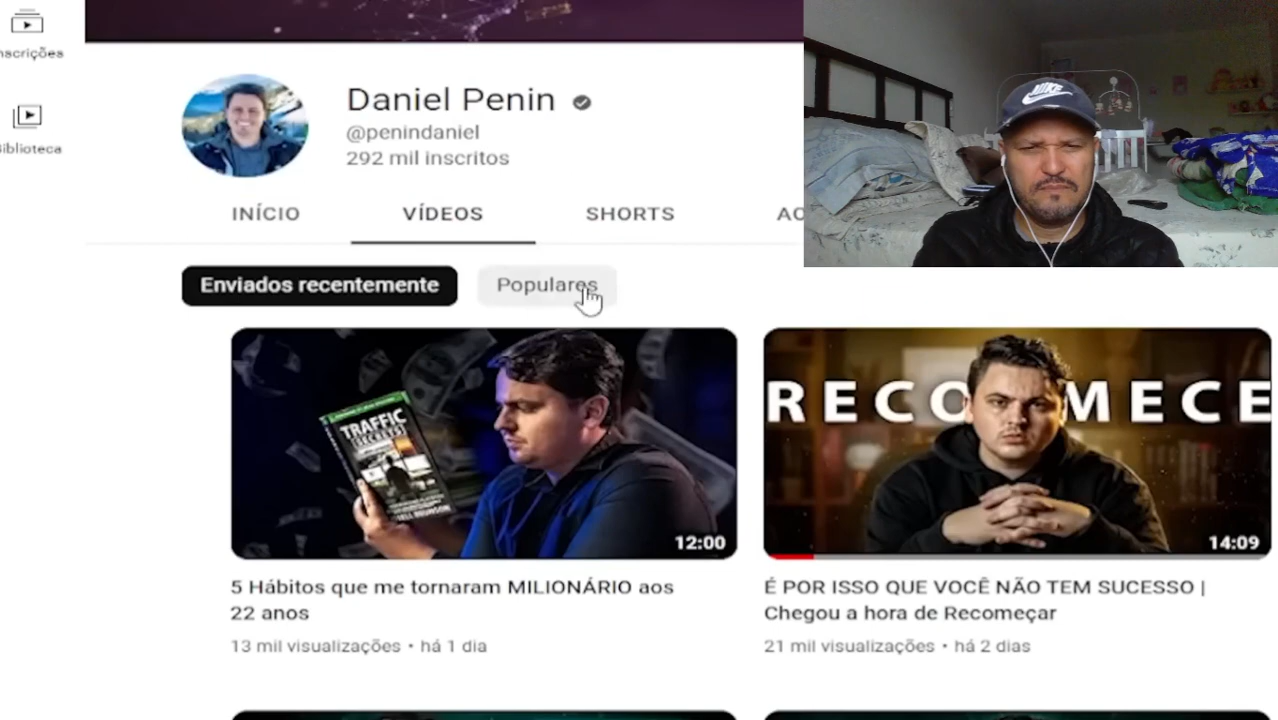 nscrições
Biblioteca
Daniel Penin
@penindaniel
292 mil inscritos
INÍCIO
VÍDEOS
SHORTS
AO
Enviados recentemente
Populares
NIKE
TRAFFIC
SECRETS
RECOMECE
12:00
14:09
5 Hábitos que me tornaram MILIONÁRIO aos
22 anos
13 mil visualizações • há 1 dia
É POR ISSO QUE VOCÊ NÃO TEM SUCESSO |
Chegou a hora de Recomeçar
21 mil visualizações • há 2 dias